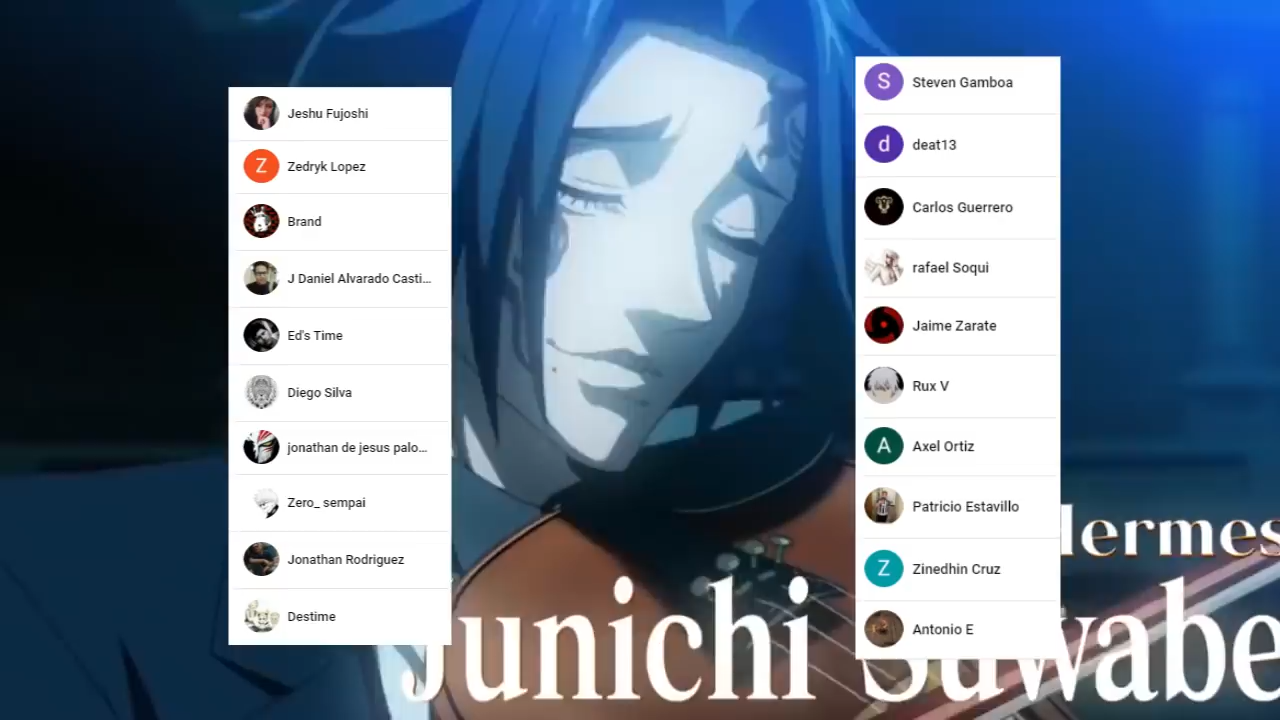 Jeshu Fujoshi
Z
Zedryk Lopez
Brand
J Daniel Alvarado Casti...
Ed's Time
Diego Silva
jonathan de jesus palo...
Zero_ sempai
Jonathan Rodriguez
Destime
S
Steven Gamboa
d
deat13
Carlos Guerrero
rafael Soqui
Jaime Zarate
Rux V
A
Axel Ortiz
Patricio Estavillo
Z
Zinedhin Cruz
Antonio E
Hermes
Junichi Suwabe